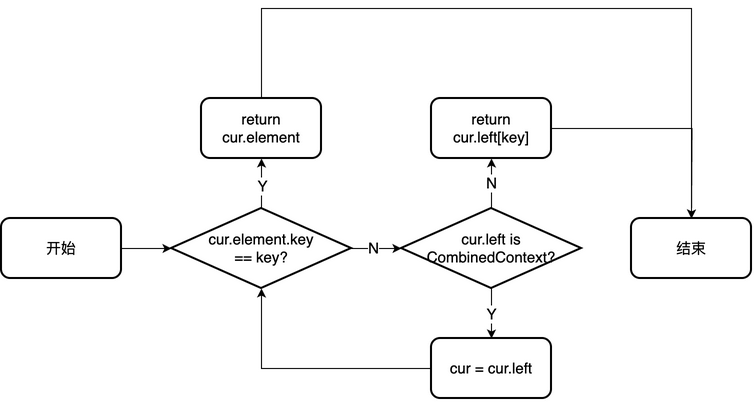 return
cur.element
return
cur.left[key]
Y
N
开始
cur.element.key
== key?
N
cur.left is
CombinedContext?
结束
Y
cur = cur.left